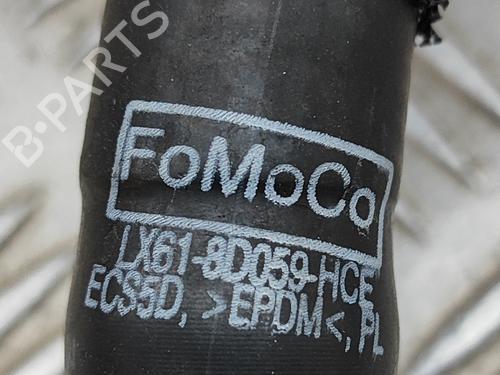 B-PARTS
FoMoCo
LX61-8D059-HCE
ECS5D, >EPDM<, PL